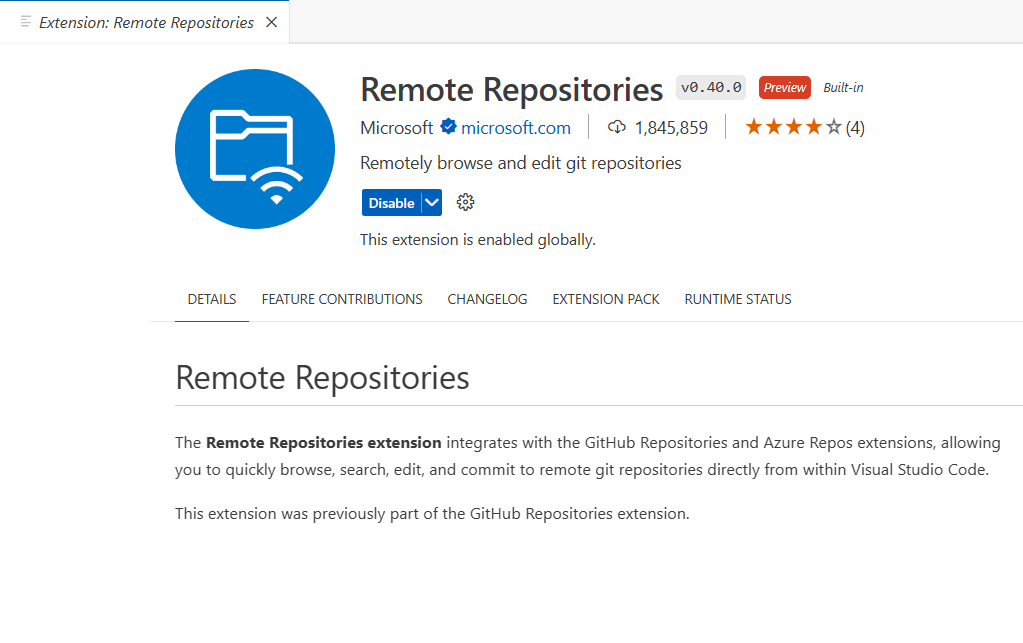 Extension: Remote Repositories
Remote Repositories v0.40.0 Preview Built-in
Microsoft microsoft.com 1,845,859 (4)
Remotely browse and edit git repositories
Disable
This extension is enabled globally.
DETAILS FEATURE CONTRIBUTIONS CHANGELOG EXTENSION PACK RUNTIME STATUS
Remote Repositories
The Remote Repositories extension integrates with the GitHub Repositories and Azure Repos extensions, allowing
you to quickly browse, search, edit, and commit to remote git repositories directly from within Visual Studio Code.
This extension was previously part of the GitHub Repositories extension.